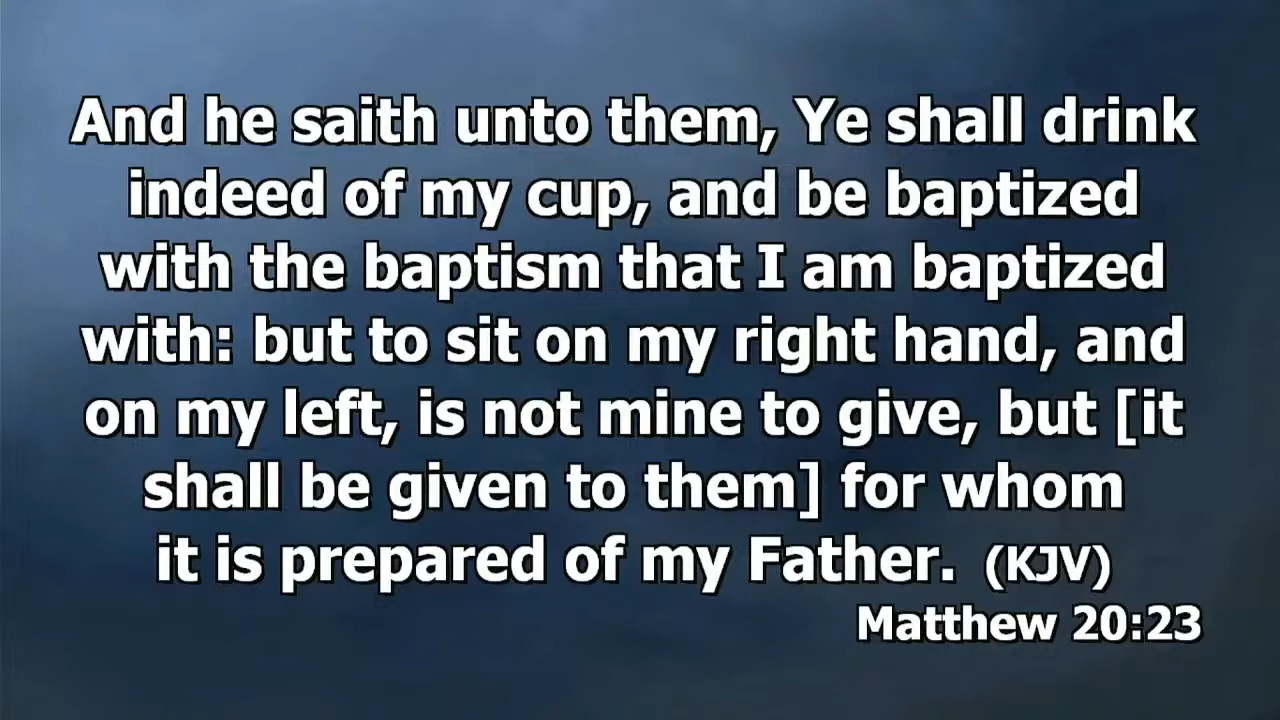 And he saith unto them, Ye shall drink
indeed of my cup, and be baptized
with the baptism that I am baptized
with: but to sit on my right hand, and
on my left, is not mine to give, but [it
shall be given to them] for whom
it is prepared of my Father. (KJV)
Matthew 20:23